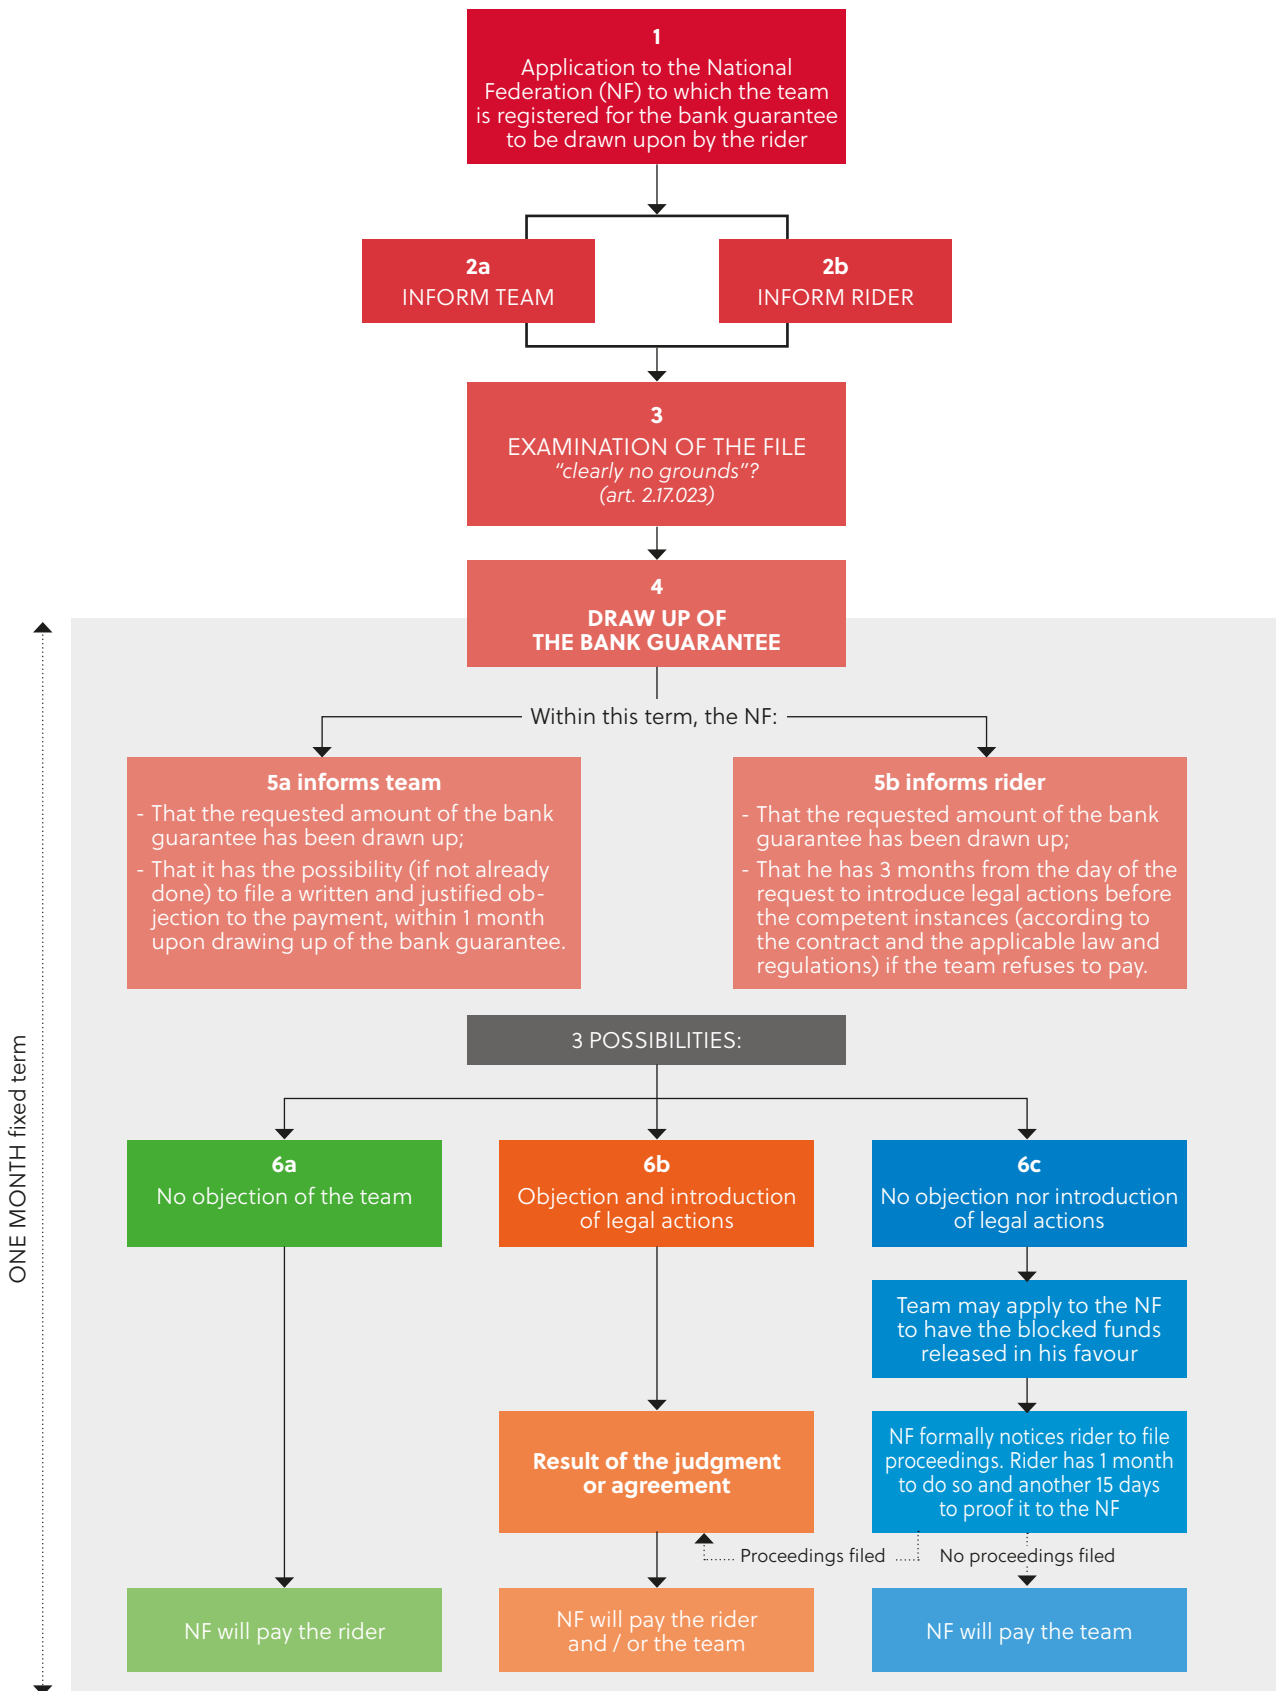 1
Application to the National
Federation (NF) to which the team
is registered for the bank guarantee
to be drawn upon by the rider
2a
INFORM TEAM
2b
INFORM RIDER
3
EXAMINATION OF THE FILE
“clearly no grounds”?
(art. 2.17.023)
4
DRAW UP OF
THE BANK GUARANTEE
ONE MONTH fixed term
Within this term, the NF:
5a informs team
- That the requested amount of the bank
guarantee has been drawn up;
- That it has the possibility (if not already
done) to file a written and justified ob-
jection to the payment, within 1 month
upon drawing up of the bank guarantee.
5b informs rider
- That the requested amount of the bank
guarantee has been drawn up;
- That he has 3 months from the day of the
request to introduce legal actions before
the competent instances (according to
the contract and the applicable law and
regulations) if the team refuses to pay.
3 POSSIBILITIES:
6a
No objection of the team
6b
Objection and introduction
of legal actions
6c
No objection nor introduction
of legal actions
Team may apply to the NF
to have the blocked funds
released in his favour
Result of the judgment
or agreement
NF formally notices rider to file
proceedings. Rider has 1 month
to do so and another 15 days
to proof it to the NF
Proceedings filed
No proceedings filed
NF will pay the rider
NF will pay the rider
and / or the team
NF will pay the team